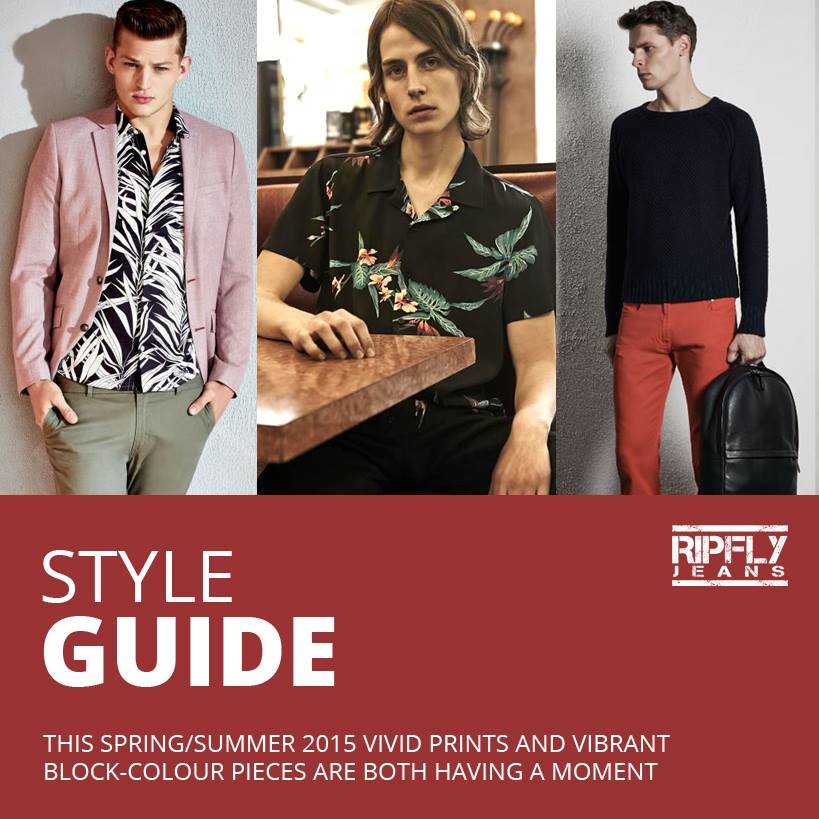 STYLE
GUIDE
RIPFLY
JEANS
THIS SPRING/SUMMER 2015 VIVID PRINTS AND VIBRANT
BLOCK-COLOUR PIECES ARE BOTH HAVING A MOMENT